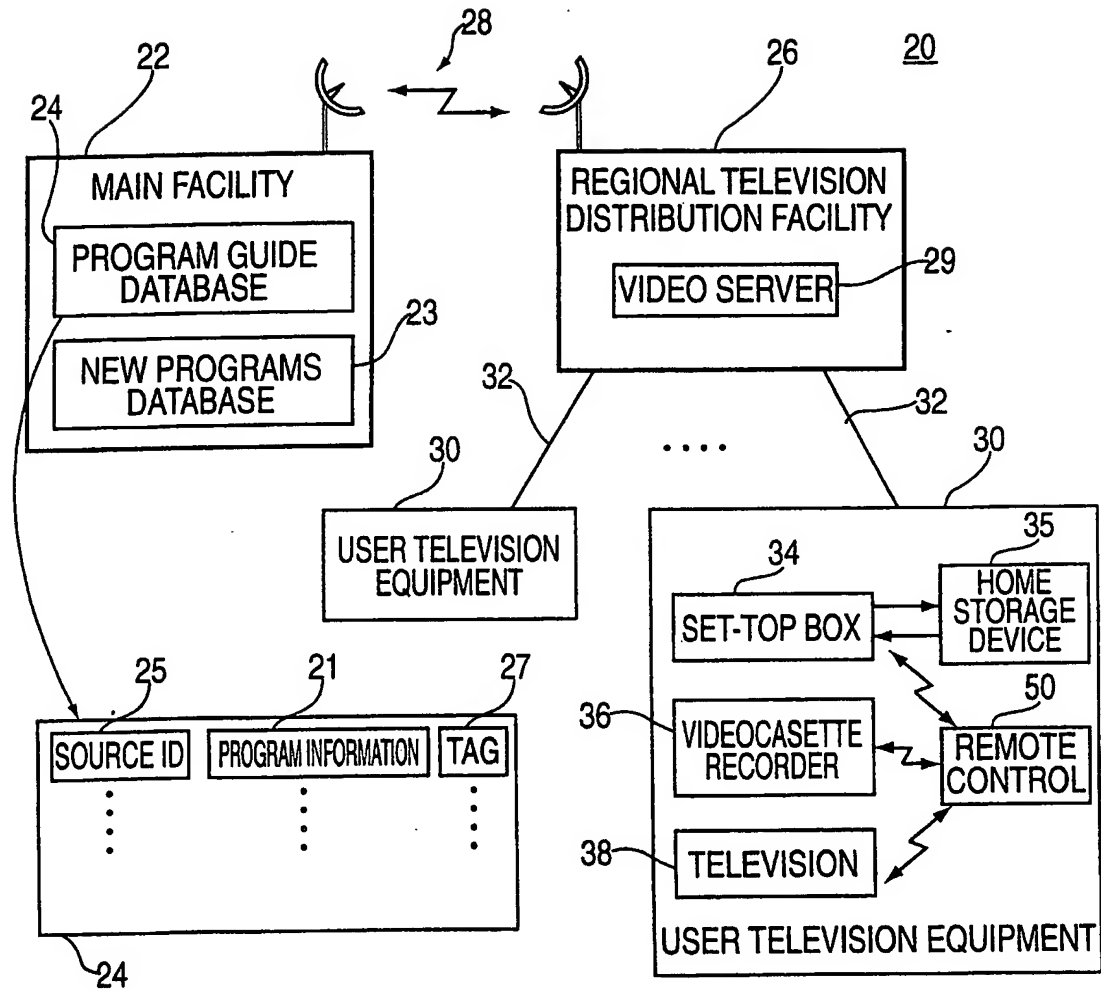 28
22
26
20
24
MAIN FACILITY
PROGRAM GUIDE
DATABASE
23
NEW PROGRAMS
DATABASE
REGIONAL TELEVISION
DISTRIBUTION FACILITY
29
VIDEO SERVER
32
32
30
USER TELEVISION
EQUIPMENT
30
34
35
SET-TOP BOX
HOME
STORAGE
DEVICE
36
VIDEOCASETTE
RECORDER
50
REMOTE
CONTROL
38
TELEVISION
USER TELEVISION EQUIPMENT
25
21
27
SOURCE ID
PROGRAM INFORMATION
TAG
24